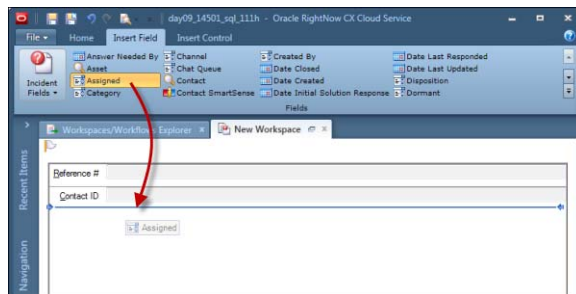 day09_14501_sql_111h - Oracle RightNow CX Cloud Service
File Home Insert Field Insert Control
Answer Needed By Channel Created By Date Last Responded
Asset Chat Queue Date Closed Date Last Updated
Incident Fields Assigned Contact Date Created Disposition
Category Contact SmartSense Date Initial Solution Response Dormant
Fields
Workspaces/Workflows Explorer New Workspace
Recent Items
Reference #
Contact ID
Assigned
Navigation